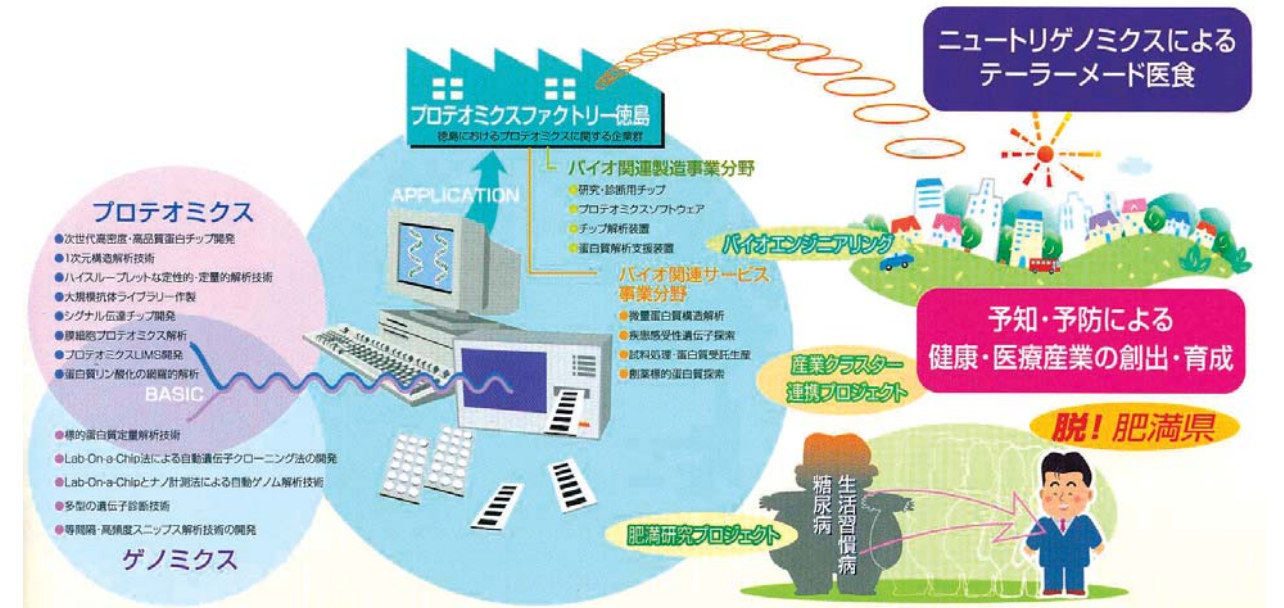 プロテオミクス
●次世代高密度・高品質蛋白チップ開発
●1次元構造解析技術
●ハイスループレットな定性的・定量的解析技術
●大規模抗体ライブラリー作製
●シグナル伝達チップ開発
●膜細胞プロテオミクス解析
●プロテオミクスLIMS開発
●蛋白質リン酸化の網羅的解析
BASIC
●標的蛋白質定量解析技術
●Lab-On-a-Chip法による自動遺伝子クローニング法の開発
●Lab-On-a-Chipとナノ計測法による自動ゲノム解析技術
●多型の遺伝子診断技術
●等間隔・高頻度スニップス解析技術の開発
ゲノミクス
プロテオミクスファクトリー徳島
徳島におけるプロテオミクスに関する企業群
APPLICATION
バイオ関連製造事業分野
●研究・診断用チップ
●プロテオミクスソフトウェア
●チップ解析装置
●蛋白質解析支援装置
バイオ関連サービス
事業分野
●微量蛋白質構造解析
●疾患感受性遺伝子探索
●試料処理・蛋白質受託生産
●創薬標的蛋白質探索
ニュートリゲノミクスによる
テーラーメード医食
バイオエンジニアリング
予知・予防による
健康・医療産業の創出・育成
産業クラスター
連携プロジェクト
脱！肥満県
肥満研究プロジェクト
生活習慣病
糖尿病